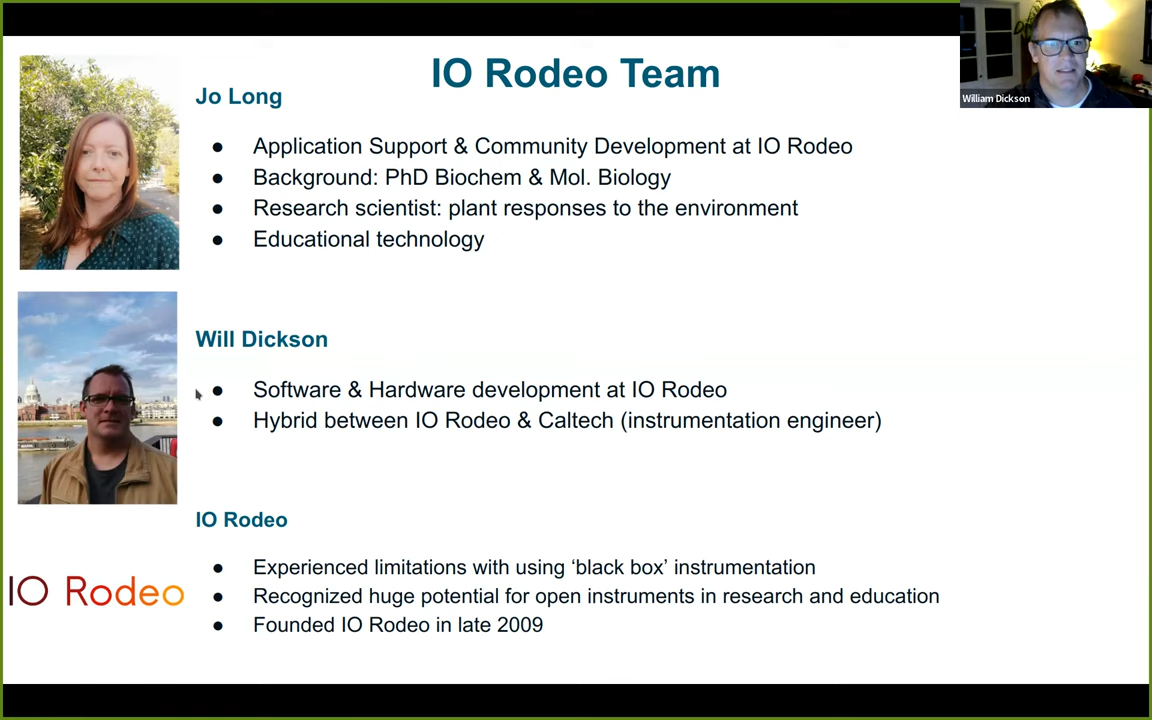 IO Rodeo Team
William Dickson
Jo Long
● Application Support & Community Development at IO Rodeo
● Background: PhD Biochem & Mol. Biology
● Research scientist: plant responses to the environment
● Educational technology
Will Dickson
● Software & Hardware development at IO Rodeo
● Hybrid between IO Rodeo & Caltech (instrumentation engineer)
IO Rodeo
● Experienced limitations with using ‘black box’ instrumentation
IO Rodeo
● Recognized huge potential for open instruments in research and education
● Founded IO Rodeo in late 2009